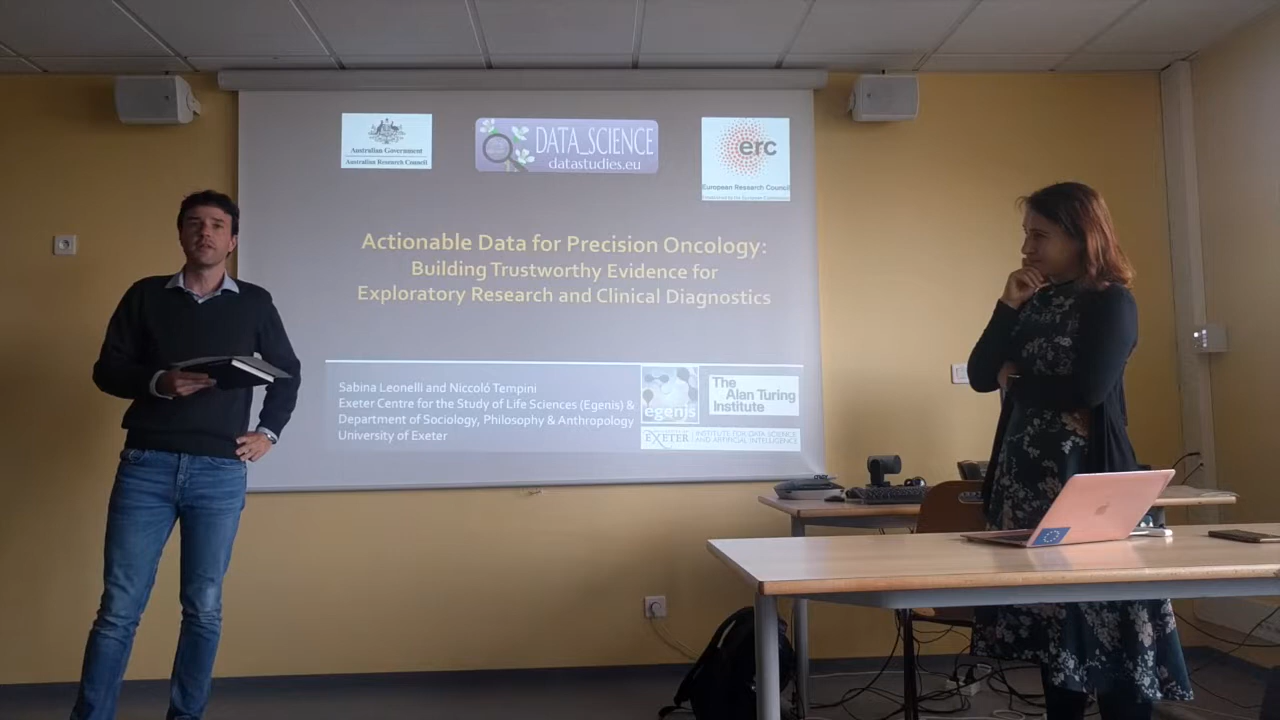 Australian Government
Australian Research Council
DATA_SCIENCE
datastudies.eu
erc
European Research Council
Actionable Data for Precision Oncology:
Building Trustworthy Evidence for
Exploratory Research and Clinical Diagnostics
Sabina Leonelli and Niccoló Tempini
Exeter Centre for the Study of Life Sciences (Egenis) &
Department of Sociology, Philosophy & Anthropology
University of Exeter
egenis
The
Alan Turing
Institute
EXETER INSTITUTE FOR DATA SCIENCE
AND ARTIFICIAL INTELLIGENCE